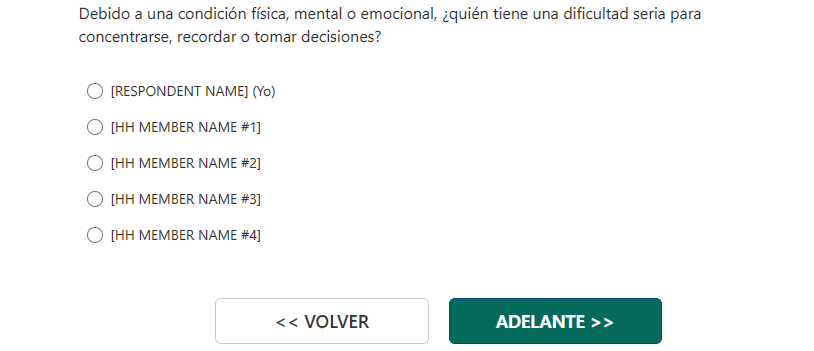 Debido a una condición física, mental o emocional, ¿quién tiene una dificultad seria para
concentrarse, recordar o tomar decisiones?
[RESPONDENT NAME] (Yo)
[HH MEMBER NAME #1]
[HH MEMBER NAME #2]
[HH MEMBER NAME #3]
[HH MEMBER NAME #4]
<< VOLVER
ADELANTE >>